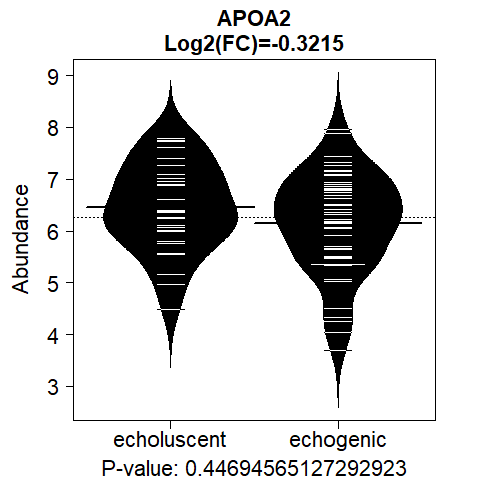 APOA2
Log2(FC)=-0.3215
Abundance
9
8
7
6
5
4
3
echoluscent echogenic
P-value: 0.44694565127292923